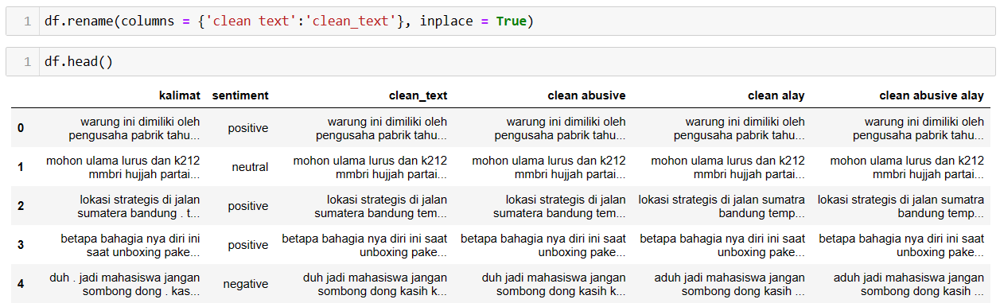 1 df.rename(columns = {'clean text':'clean_text'}, inplace = True)
1 df.head()
kalimat sentiment clean_text clean abusive clean alay clean abusive alay
0 warung ini dimiliki oleh pengusaha pabrik tahu... positive warung ini dimiliki oleh pengusaha pabrik tahu... warung ini dimiliki oleh pengusaha pabrik tahu... warung ini dimiliki oleh pengusaha pabrik tahu... warung ini dimiliki oleh pengusaha pabrik tahu...
1 mohon ulama lurus dan k212 mmbri hujjah partai... neutral mohon ulama lurus dan k212 mmbri hujjah partai... mohon ulama lurus dan k212 mmbri hujjah partai... mohon ulama lurus dan k212 mmbri hujjah partai... mohon ulama lurus dan k212 mmbri hujjah partai...
2 lokasi strategis di jalan sumatera bandung . t... positive lokasi strategis di jalan sumatera bandung tem... lokasi strategis di jalan sumatera bandung tem... lokasi strategis di jalan sumatra bandung temp... lokasi strategis di jalan sumatra bandung temp...
3 betapa bahagia nya diri ini saat unboxing pake... positive betapa bahagia nya diri ini saat unboxing pake... betapa bahagia nya diri ini saat unboxing pake... betapa bahagia nya diri ini saat unboxing pake... betapa bahagia nya diri ini saat unboxing pake...
4 duh . jadi mahasiswa jangan sombong dong . kas... negative duh jadi mahasiswa jangan sombong dong kasih k... duh jadi mahasiswa jangan sombong dong kasih k... aduh jadi mahasiswa jangan sombong dong kasih ... aduh jadi mahasiswa jangan sombong dong kasih ...